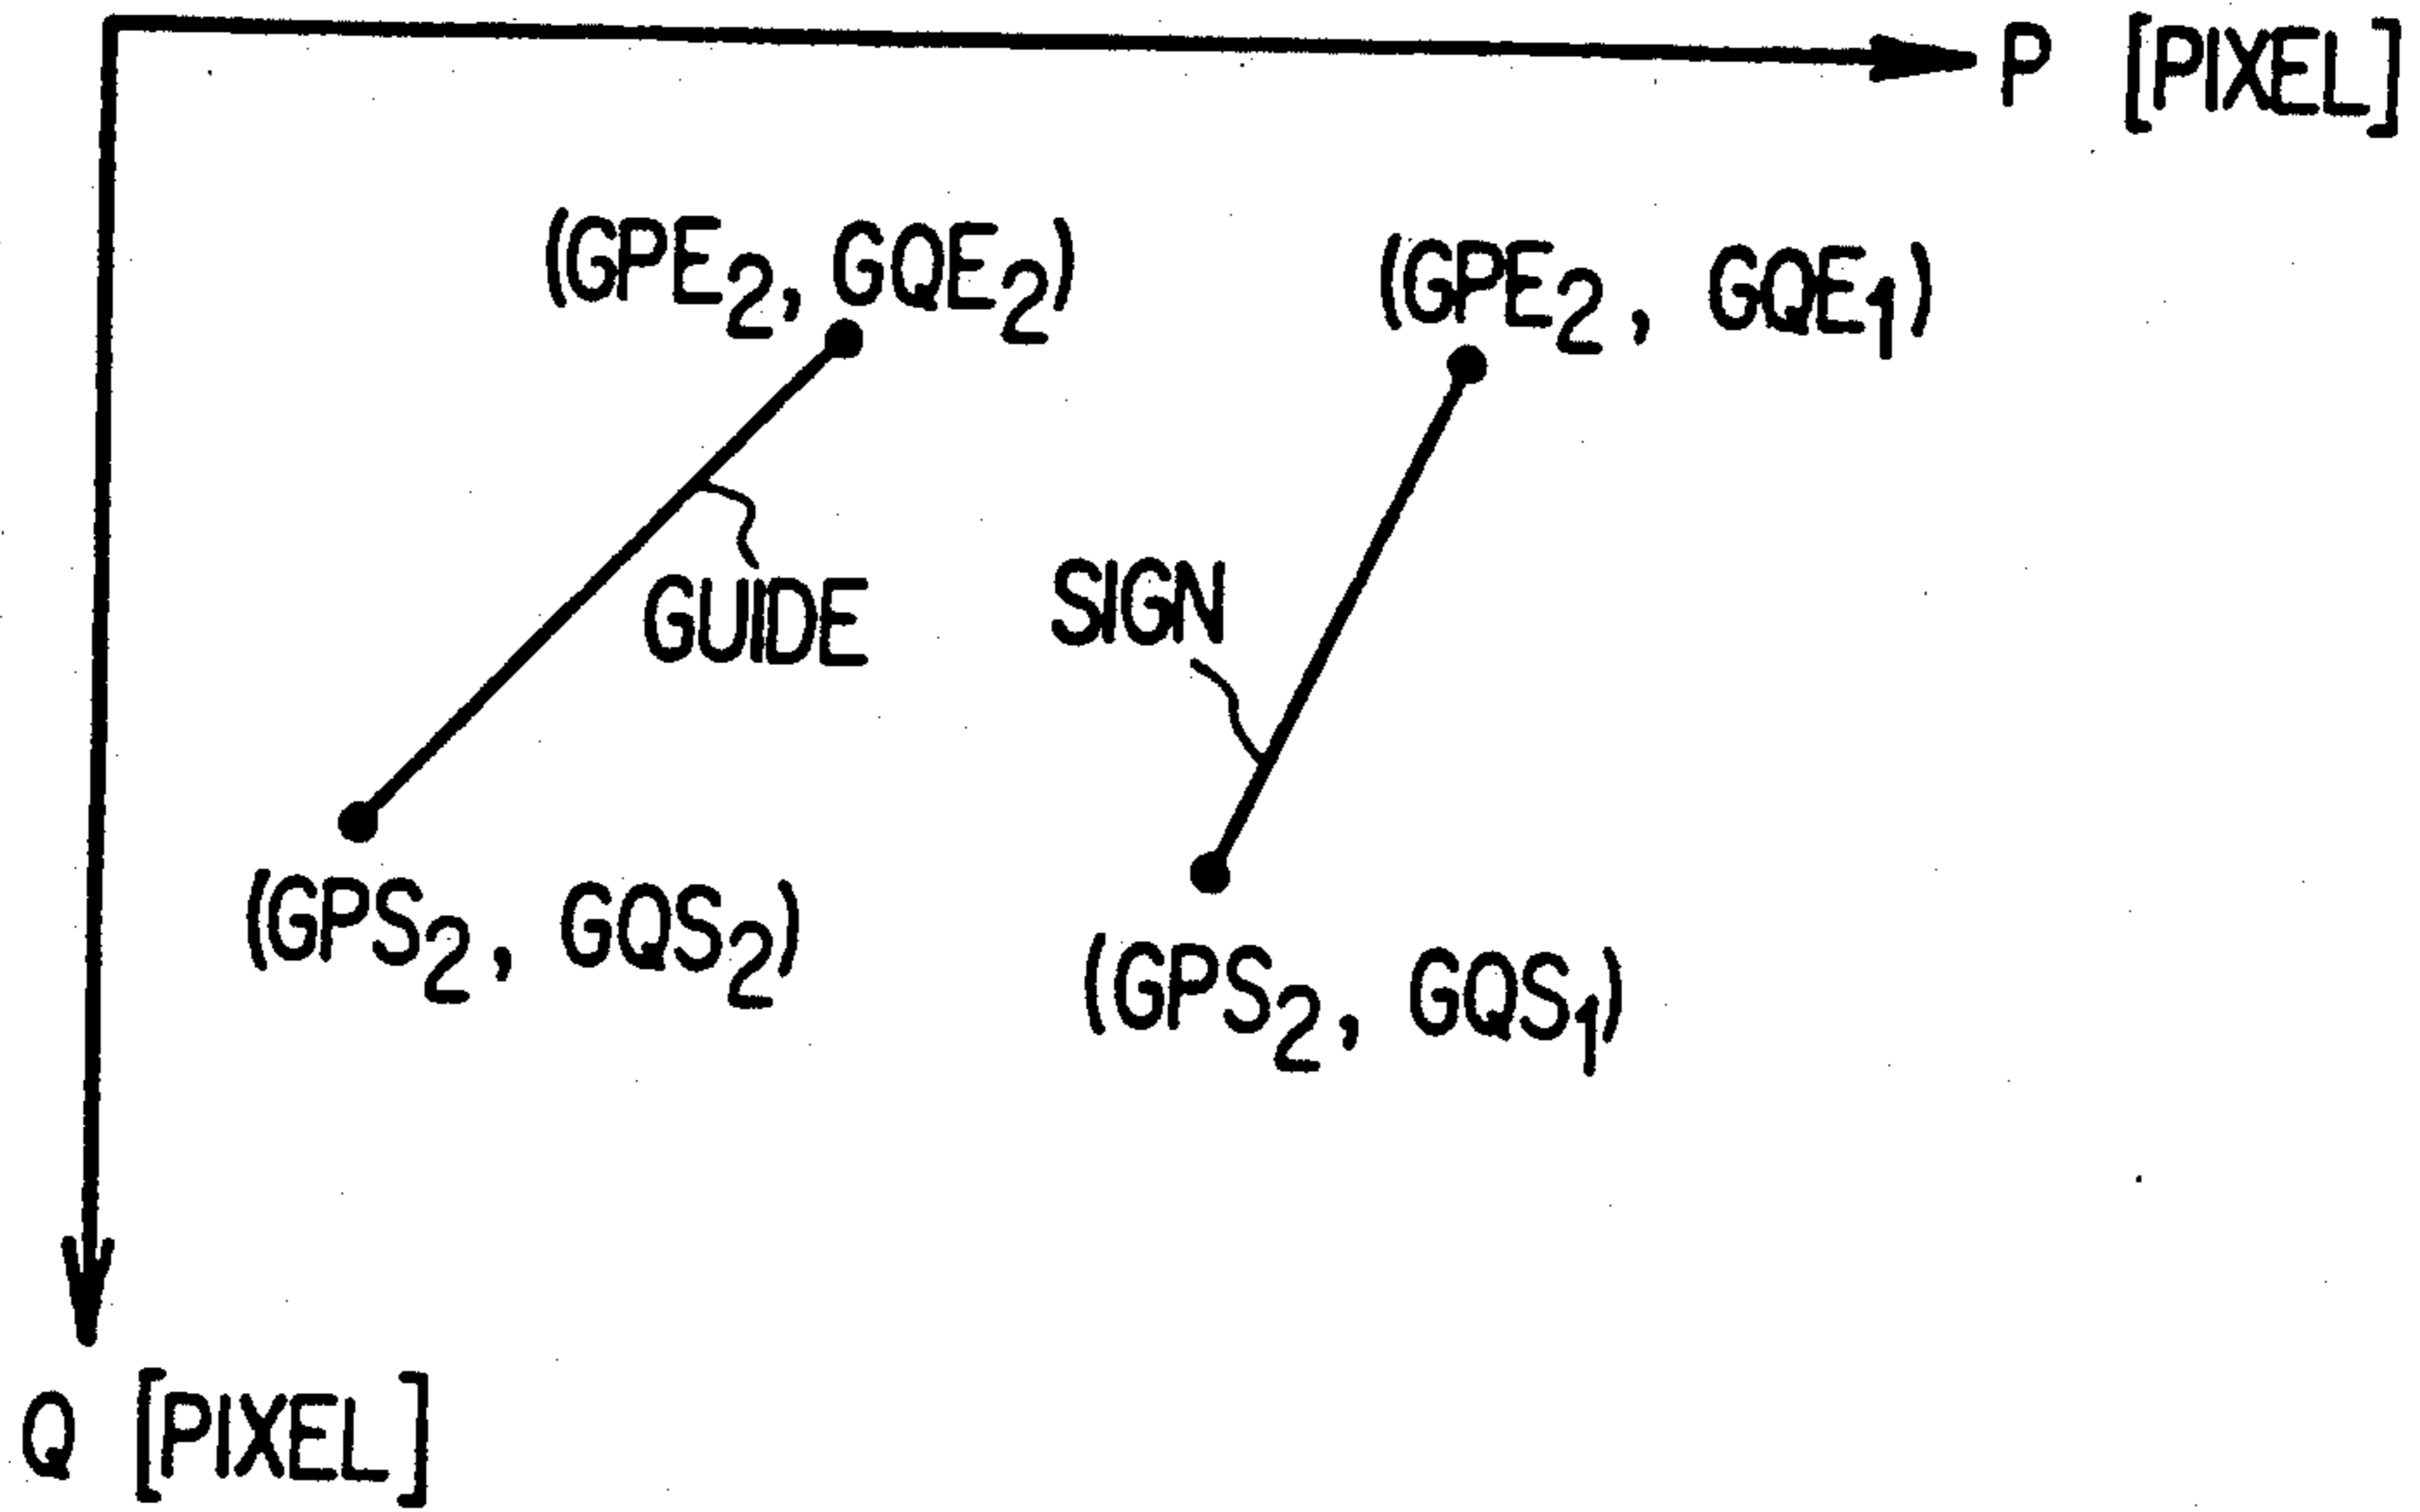 P [PIXEL]
(GPE₂, GQE₂)
(GPE₂, GQE₁)
GUIDE
SIGN
(GPS₂, GQS₂)
(GPS₂, GQS₁)
Q [PIXEL]